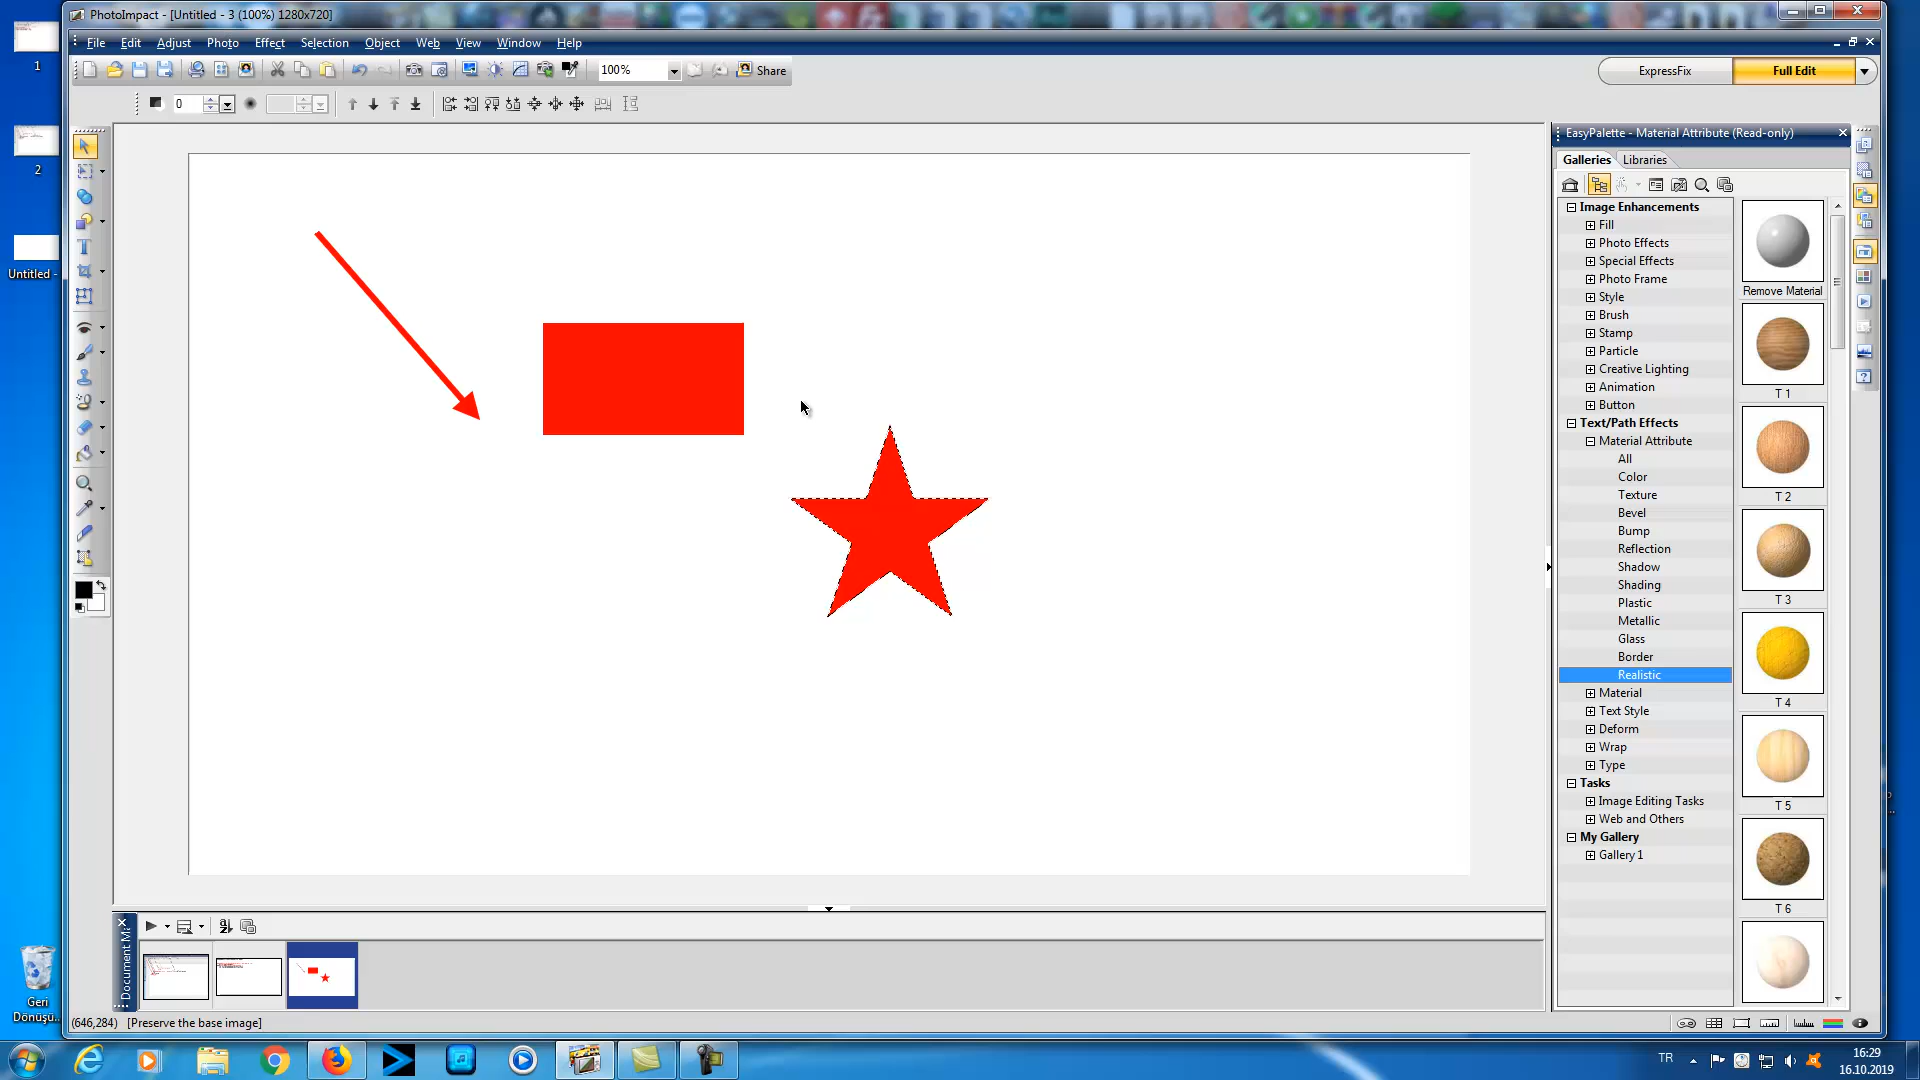 PhotoImpact - [Untitled - 3 (100%) 1280x720]
File Edit Adjust Photo Effect Selection Object Web View Window Help
100% Share
ExpressFix Full Edit
0
1
2
Untitled -
Geri
Dönüşü...
EasyPalette - Material Attribute (Read-only)
Galleries Libraries
Image Enhancements
Fill
Photo Effects
Special Effects
Photo Frame
Style
Brush
Stamp
Particle
Creative Lighting
Animation
Button
Text/Path Effects
Material Attribute
All
Color
Texture
Bevel
Bump
Reflection
Shadow
Shading
Plastic
Metallic
Glass
Border
Realistic
Material
Text Style
Deform
Wrap
Type
Tasks
Image Editing Tasks
Web and Others
My Gallery
Gallery 1
Remove Material
T 1
T 2
T 3
T 4
T 5
T 6
Document Ma
(646,284) [Preserve the base image]
TR
16:29
16.10.2019